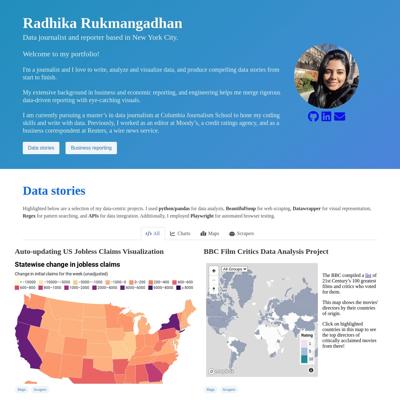 Radhika Rukmangadhan
Data journalist and reporter based in New York City.
Welcome to my portfolio!
I'm a journalist and I love to write, analyze and visualize data, and produce compelling data stories from
start to finish.
My extensive background in business and economic reporting, and engineering helps me merge rigorous
data-driven reporting with eye-catching visuals.
I am currently pursuing a master's in data journalism at Columbia Journalism School to hone my coding
skills and write with data. Previously, I worked as an editor at Moody's, a credit ratings agency, and as a
business correspondent at Reuters, a wire news service.
Data stories
Business reporting
Data stories
Highlighted below are a selection of my data-centric projects. I used python/pandas for data analysis, BeautifulSoup for web-scraping, Datawrapper for visual representation,
Regex for pattern searching, and APIs for data integration. Additionally, I employed Playwright for automated browser testing.
All
Charts
Maps
Scrapers
Auto-updating US Jobless Claims Visualization
Statewise change in jobless claims
Change in initial claims for the week (unadjusted)
Maps
Scrapers
BBC Film Critics Data Analysis Project
All Groups
Rating
1
5
10
mapbox
The BBC compiled a list of
21st Century's 100 greatest
films and critics who voted
for them.
This map shows the movies'
directors by their countries
of origin.
Click on highlighted
countries in this map to see
the top directors of
critically acclaimed movies
from there!
Maps
Scrapers